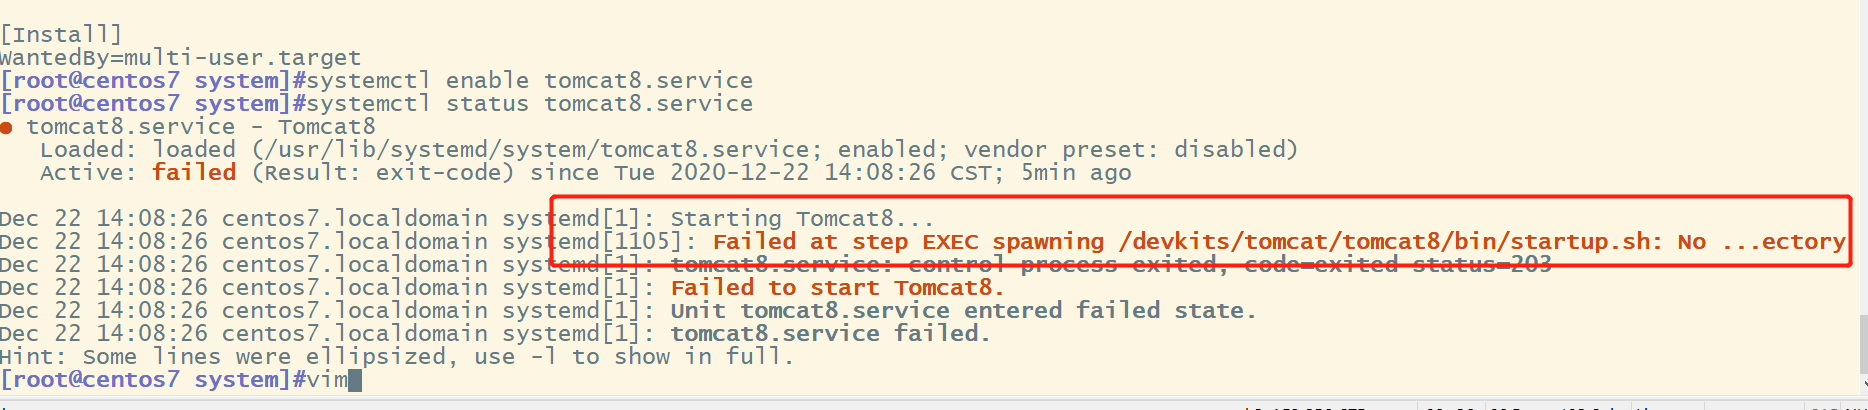 [Install]
WantedBy=multi-user.target
[root@centos7 system]#systemctl enable tomcat8.service
[root@centos7 system]#systemctl status tomcat8.service
● tomcat8.service - Tomcat8
   Loaded: loaded (/usr/lib/systemd/system/tomcat8.service; enabled; vendor preset: disabled)
   Active: failed (Result: exit-code) since Tue 2020-12-22 14:08:26 CST; 5min ago
Dec 22 14:08:26 centos7.localdomain systemd[1]: Starting Tomcat8...
Dec 22 14:08:26 centos7.localdomain systemd[1105]: Failed at step EXEC spawning /devkits/tomcat/tomcat8/bin/startup.sh: No ...ectory
Dec 22 14:08:26 centos7.localdomain systemd[1]: tomcat8.service: control process exited, code=exited status=203
Dec 22 14:08:26 centos7.localdomain systemd[1]: Failed to start Tomcat8.
Dec 22 14:08:26 centos7.localdomain systemd[1]: Unit tomcat8.service entered failed state.
Dec 22 14:08:26 centos7.localdomain systemd[1]: tomcat8.service failed.
Hint: Some lines were ellipsized, use -l to show in full.
[root@centos7 system]#vim